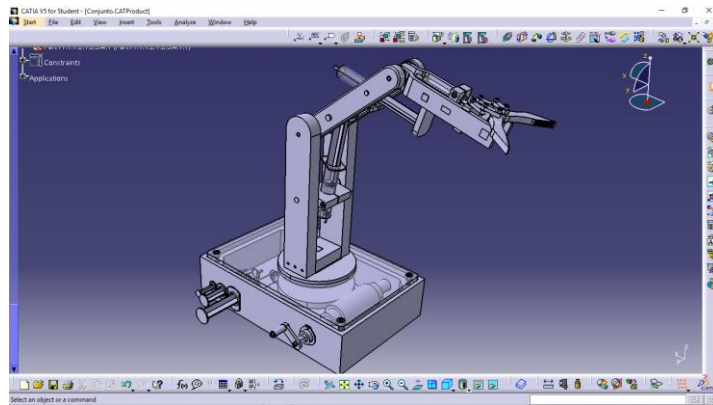 CATIA V5 for Student - [Conjunto.CATProduct]
Start File Edit View Insert Tools Analyze Window Help
Constraints
Applications
z
x
y
Select an object or a command